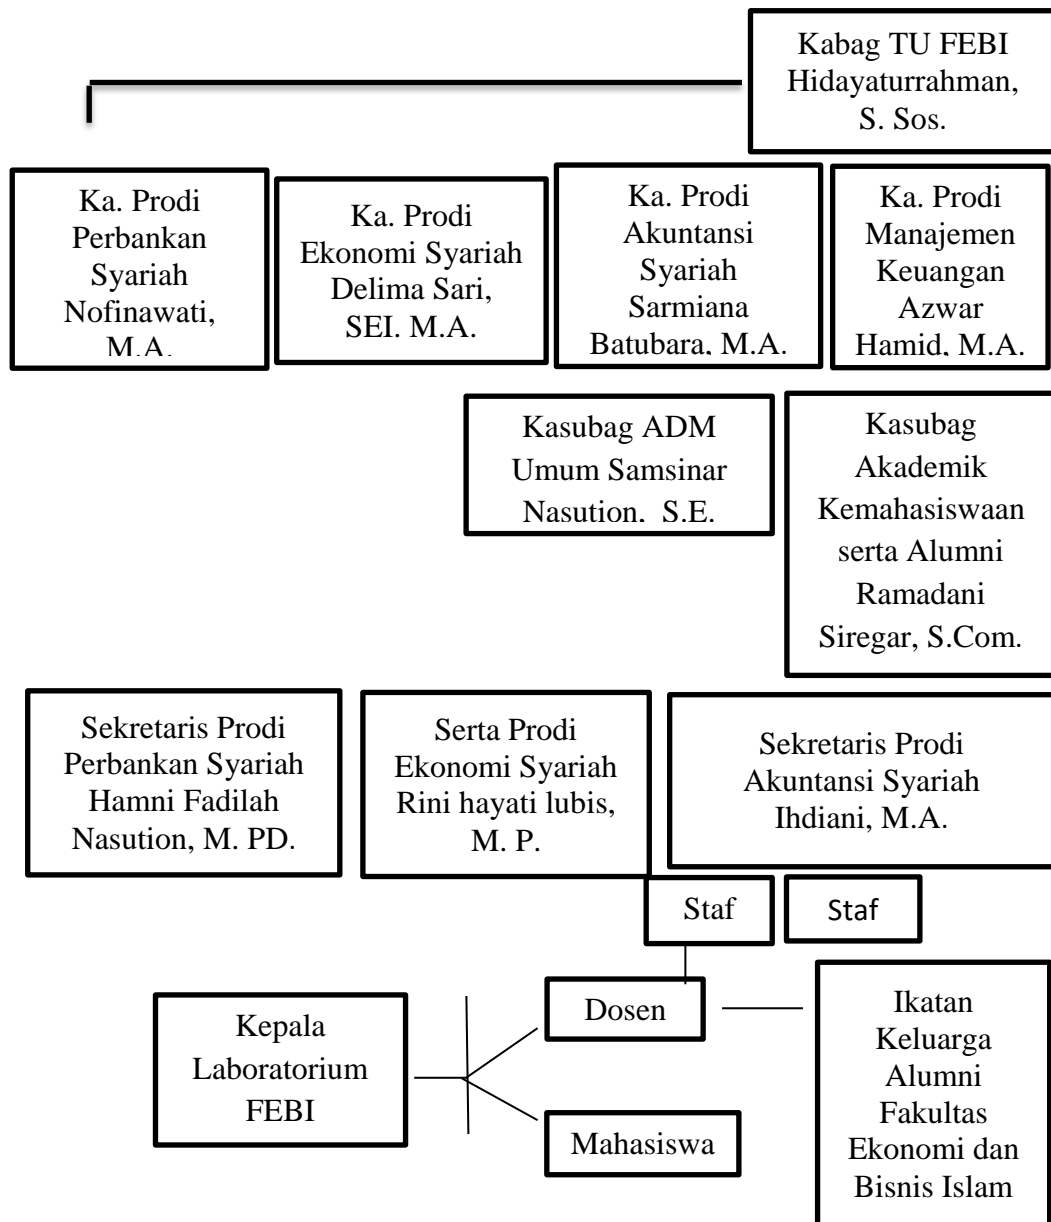 Kabag TU FEBI
Hidayaturrahman,
S. Sos.
Ka. Prodi
Perbankan
Syariah
Nofinawati,
M.A.
Ka. Prodi
Ekonomi Syariah
Delima Sari,
SEI. M.A.
Ka. Prodi
Akuntansi
Syariah
Sarmiana
Batubara, M.A.
Ka. Prodi
Manajemen
Keuangan
Azwar
Hamid, M.A.
Kasubag ADM
Umum Samsinar
Nasution, S.E.
Kasubag
Akademik
Kemahasiswaan
serta Alumni
Ramadani
Siregar, S.Com.
Sekretaris Prodi
Perbankan Syariah
Hamni Fadilah
Nasution, M. PD.
Serta Prodi
Ekonomi Syariah
Rini hayati lubis,
M. P.
Sekretaris Prodi
Akuntansi Syariah
Ihdiani, M.A.
Staf
Staf
Kepala
Laboratorium
FEBI
Dosen
Mahasiswa
Ikatan
Keluarga
Alumni
Fakultas
Ekonomi dan
Bisnis Islam